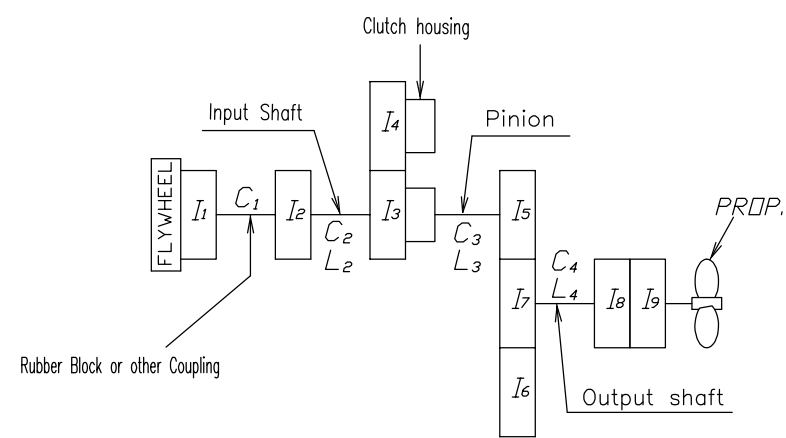 Clutch housing
Input Shaft
Pinion
I4
FLYWHEEL
I1
C1
I2
C2
L2
I3
C3
L3
I5
PROP.
C4
L4
I7
I8
I9
Rubber Block or other Coupling
I6
Output shaft